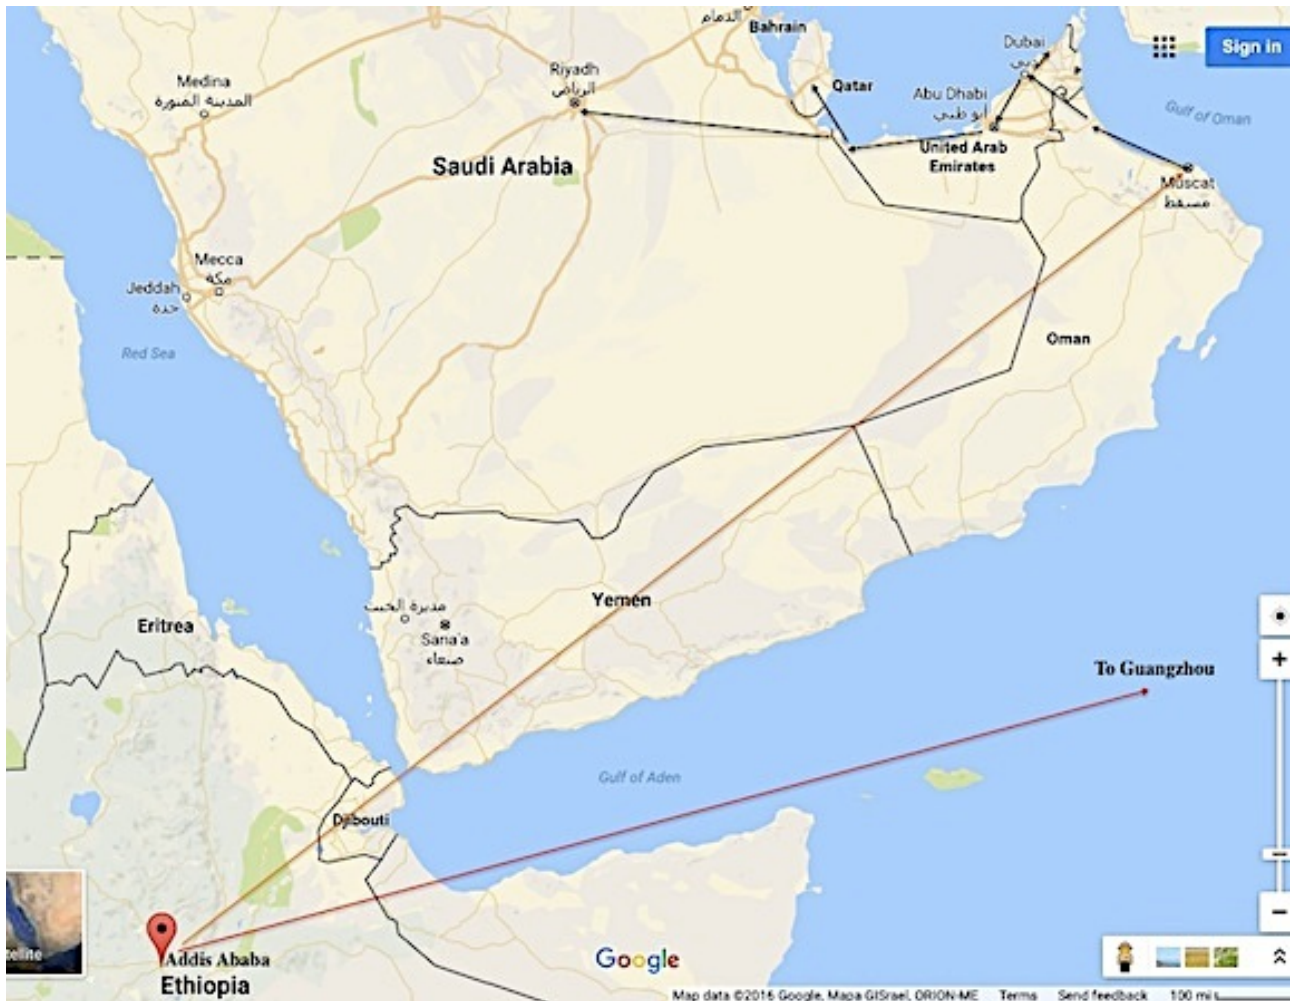 الدمام
Bahrain
Sign in
Dubai
دبي
Riyadh
الرياض
Medina
المدينة المنورة
Qatar
Abu Dhabi
أبو ظبي
Gulf of Oman
United Arab
Emirates
Saudi Arabia
Muscat
مسقط
Mecca
مكة
Jeddah
جدة
Red Sea
Oman
Yemen
Eritrea
Sana'a
صنعاء
To Guangzhou
Gulf of Aden
Djibouti
Addis Ababa
Ethiopia
Google
Map data ©2016 Google, Mapa GISrael, ORION-ME Terms Send feedback 100 mi